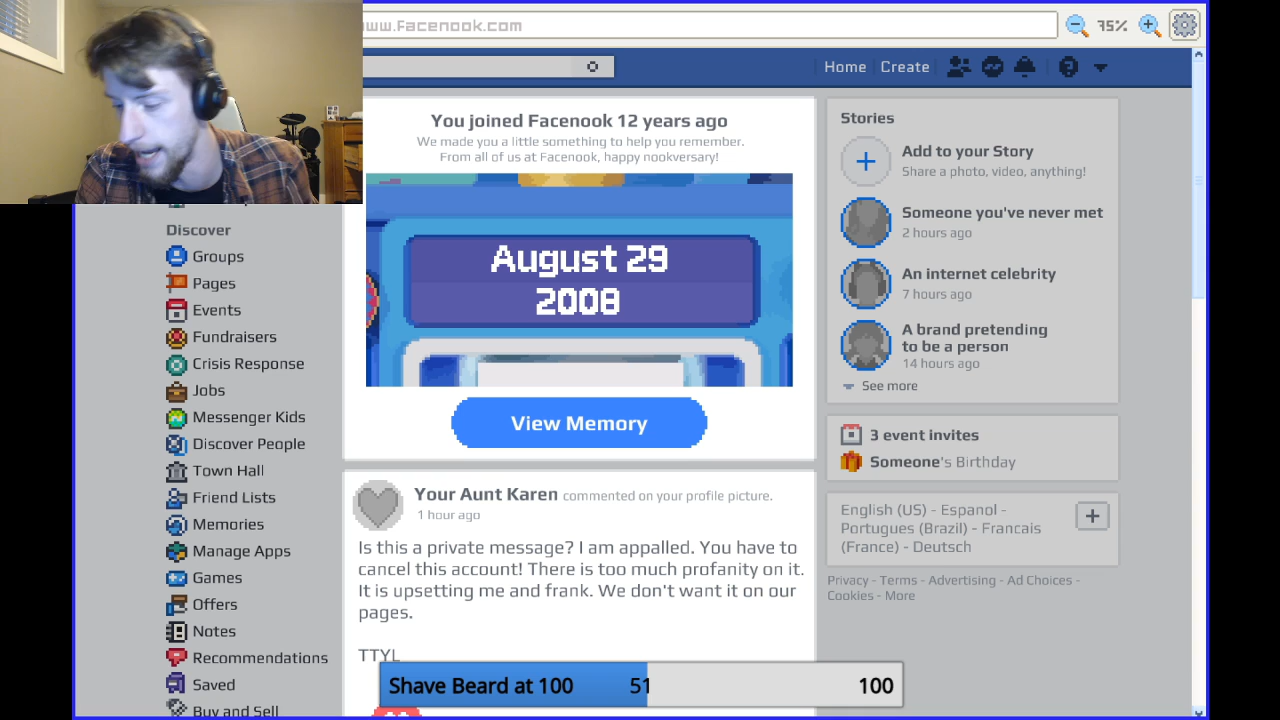 www.facenook.com
75%
Home Create
You joined Facenook 12 years ago
We made you a little something to help you remember.
From all of us at Facenook, happy nookversary!
August 29
2008
View Memory
Discover
Groups
Pages
Events
Fundraisers
Crisis Response
Jobs
Messenger Kids
Discover People
Town Hall
Friend Lists
Memories
Manage Apps
Games
Offers
Notes
Recommendations
Saved
Buy and Sell
Your Aunt Karen commented on your profile picture.
1 hour ago
Is this a private message? I am appalled. You have to
cancel this account! There is too much profanity on it.
It is upsetting me and frank. We don't want it on our
pages.
TTYL
Shave Beard at 100 51 100
Stories
Add to your Story
Share a photo, video, anything!
Someone you've never met
2 hours ago
An internet celebrity
7 hours ago
A brand pretending
to be a person
14 hours ago
See more
3 event invites
Someone's Birthday
English (US) - Espanol -
Portugues (Brazil) - Francais
(France) - Deutsch
Privacy - Terms - Advertising - Ad Choices -
Cookies - More